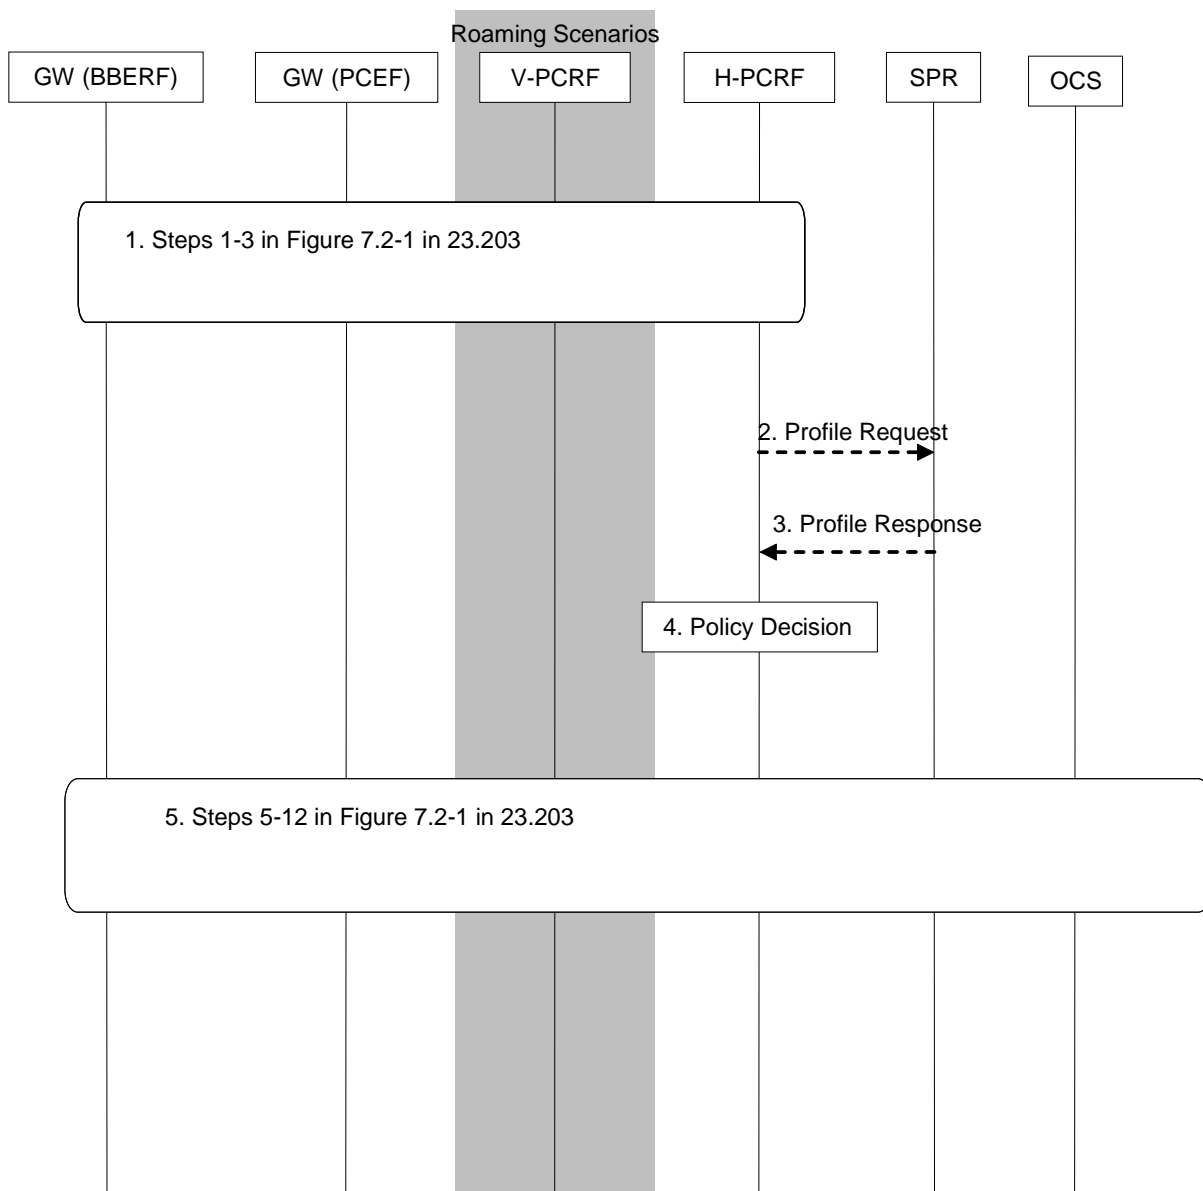 Roaming Scenarios
GW (BBERF)
GW (PCEF)
V-PCRF
H-PCRF
SPR
OCS
1. Steps 1-3 in Figure 7.2-1 in 23.203
2. Profile Request
3. Profile Response
4. Policy Decision
5. Steps 5-12 in Figure 7.2-1 in 23.203